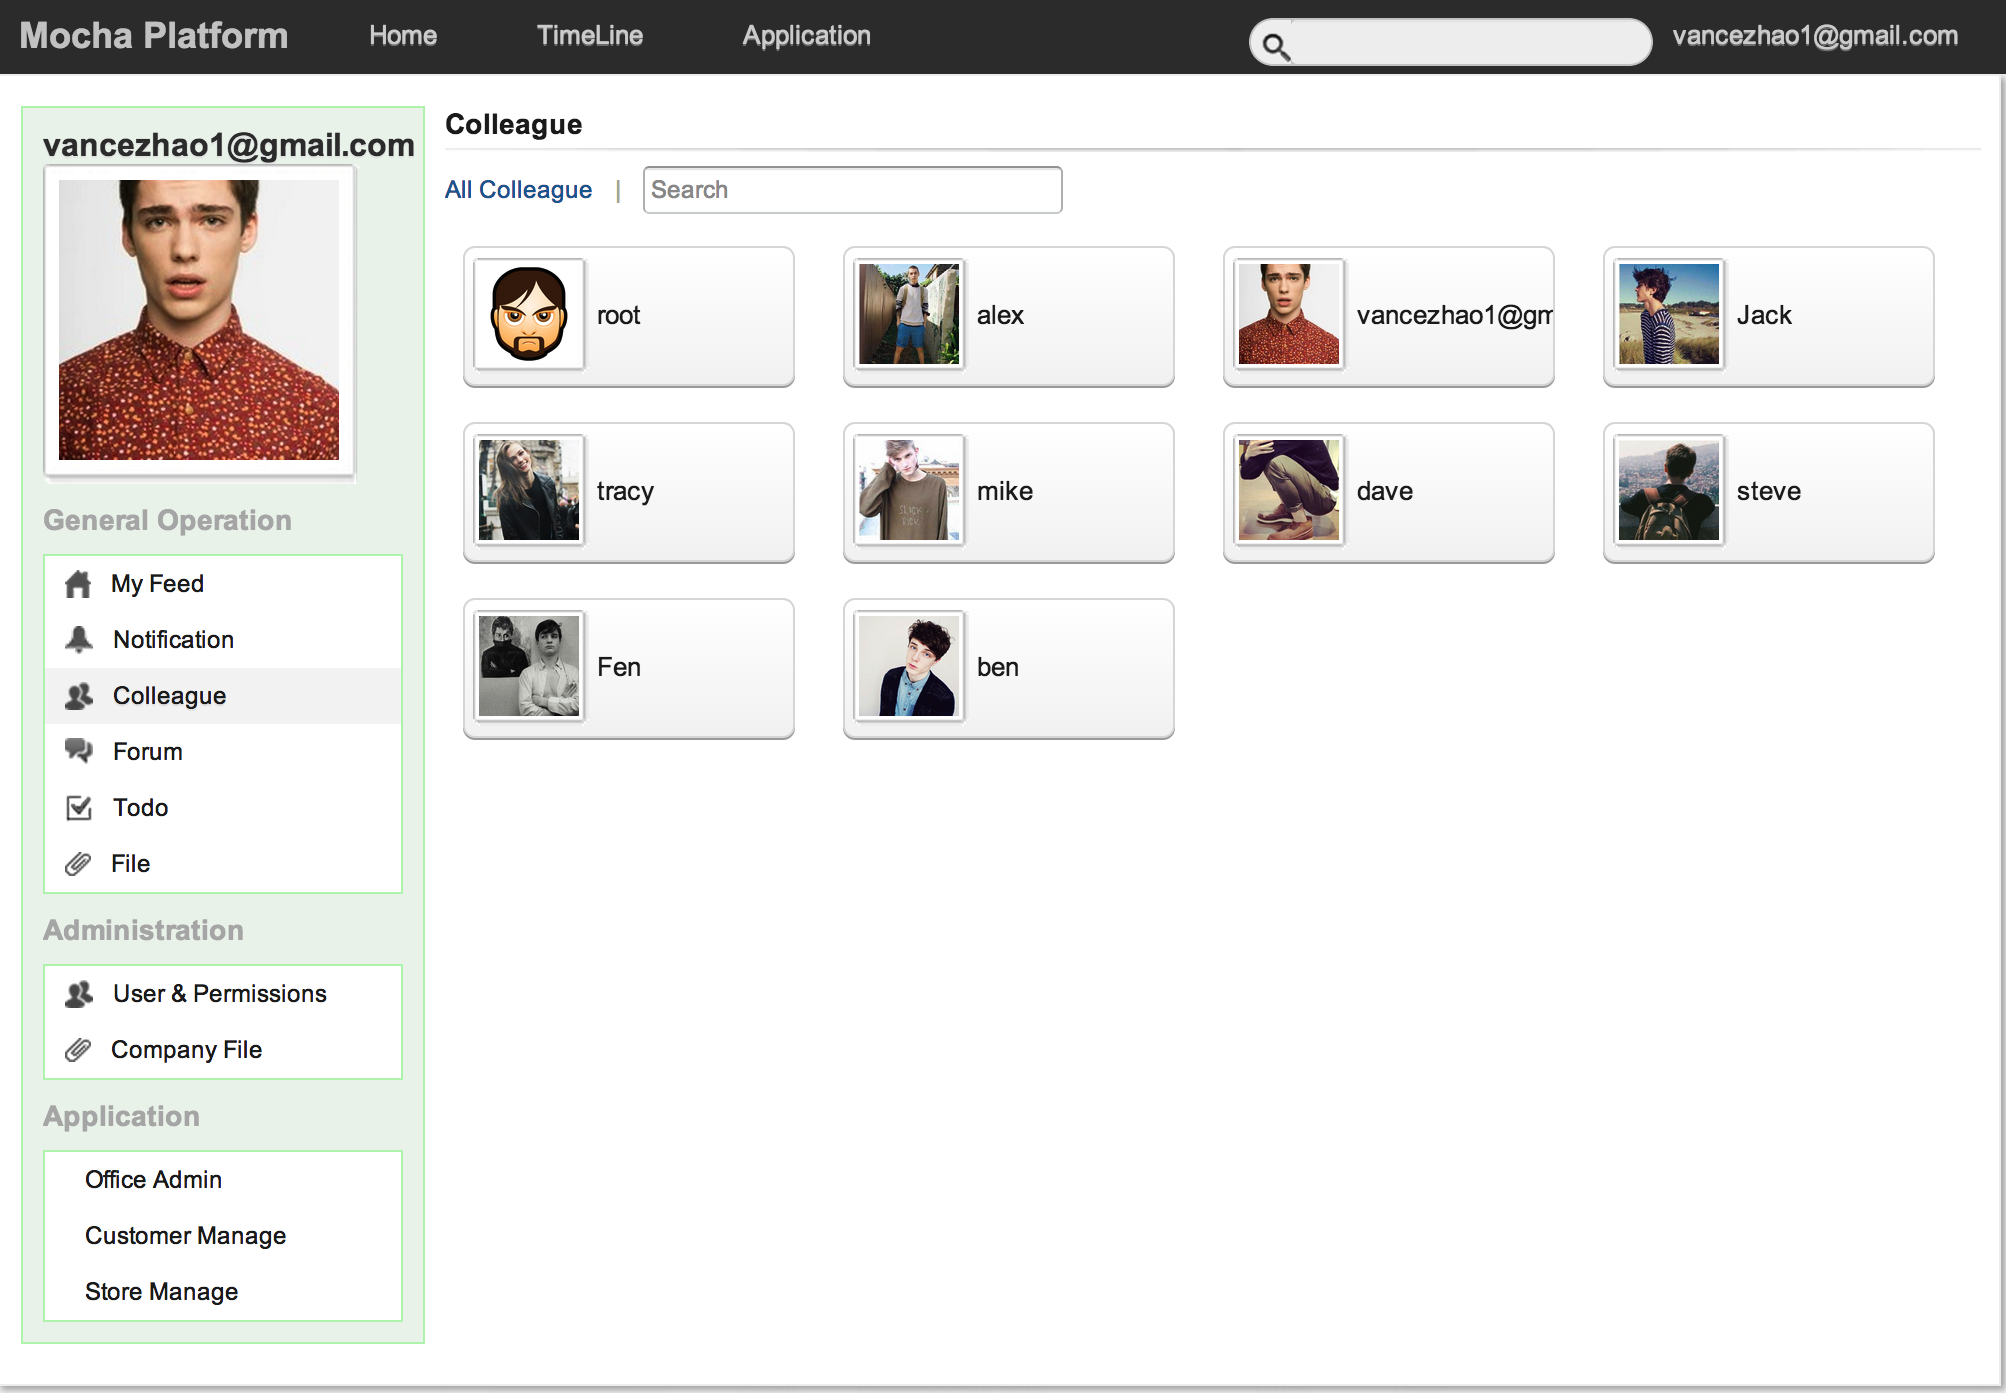 Mocha Platform Home TimeLine Application vancezhao1@gmail.com
vancezhao1@gmail.com
General Operation
My Feed
Notification
Colleague
Forum
Todo
File
Administration
User & Permissions
Company File
Application
Office Admin
Customer Manage
Store Manage
Colleague
All Colleague | Search
root alex vancezhao1@gm Jack
tracy mike dave steve
Fen ben